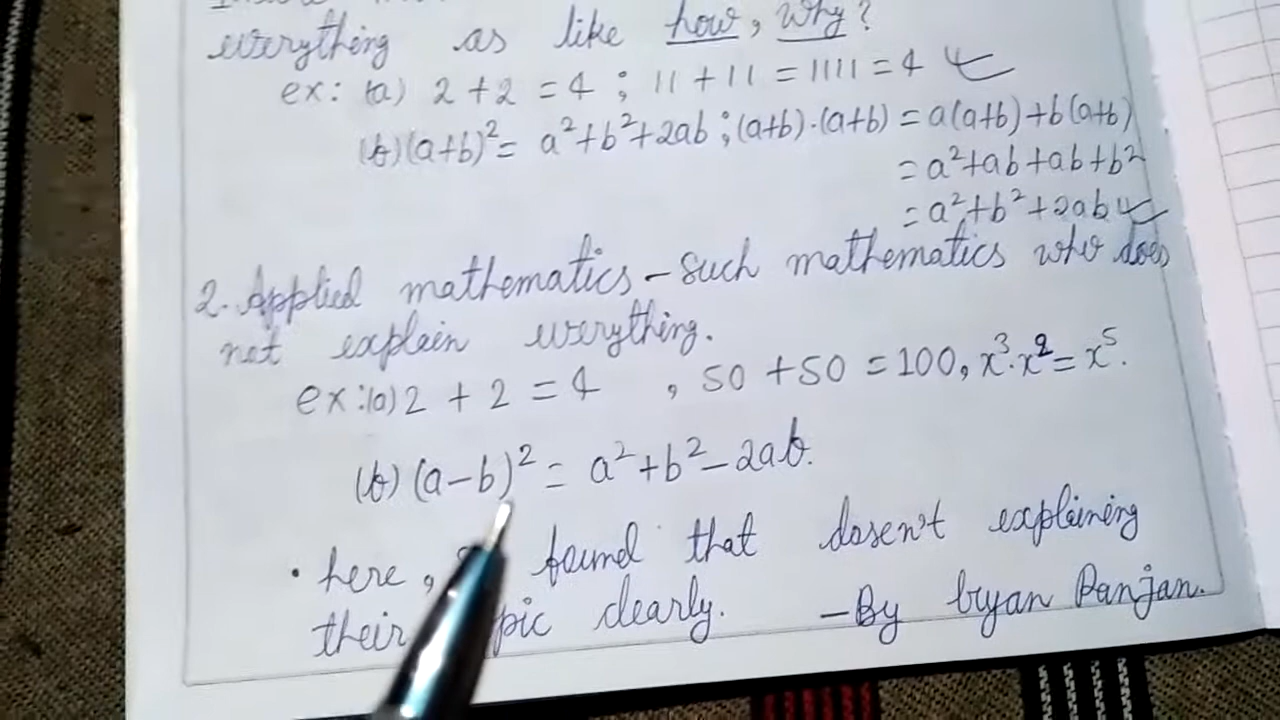 everything as like how, why?
ex: (a) 2 + 2 = 4 ; 11 + 11 = 1111 = 4
(b) (a+b)² = a² + b² + 2ab ; (a+b)·(a+b) = a(a+b) + b(a+b)
= a² + ab + ab + b²
= a² + b² + 2ab
2. Applied mathematics - Such mathematics who does
not explain everything.
ex: (a) 2 + 2 = 4 , 50 + 50 = 100, x³·x² = x⁵.
(b) (a-b)² = a² + b² - 2ab.
• here, found that dosen't explaining
their clearly. - By Aryan Ranjan.